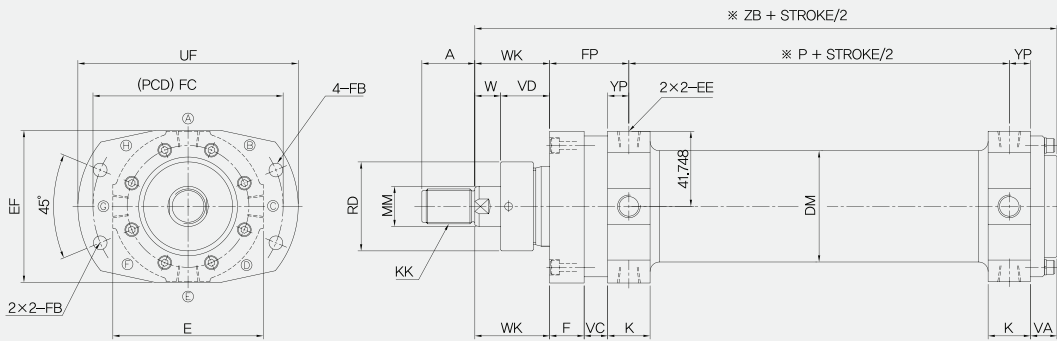 ※ ZB + STROKE/2
A
WK
FP
※ P + STROKE/2
YP
UF
(PCD) FC
4-FB
W
VD
YP
2×2-EE
A
H
B
EF
45°
G
C
RD
MM
41.748
DM
F
D
E
KK
2×2-FB
E
WK
F
VC
K
K
VA